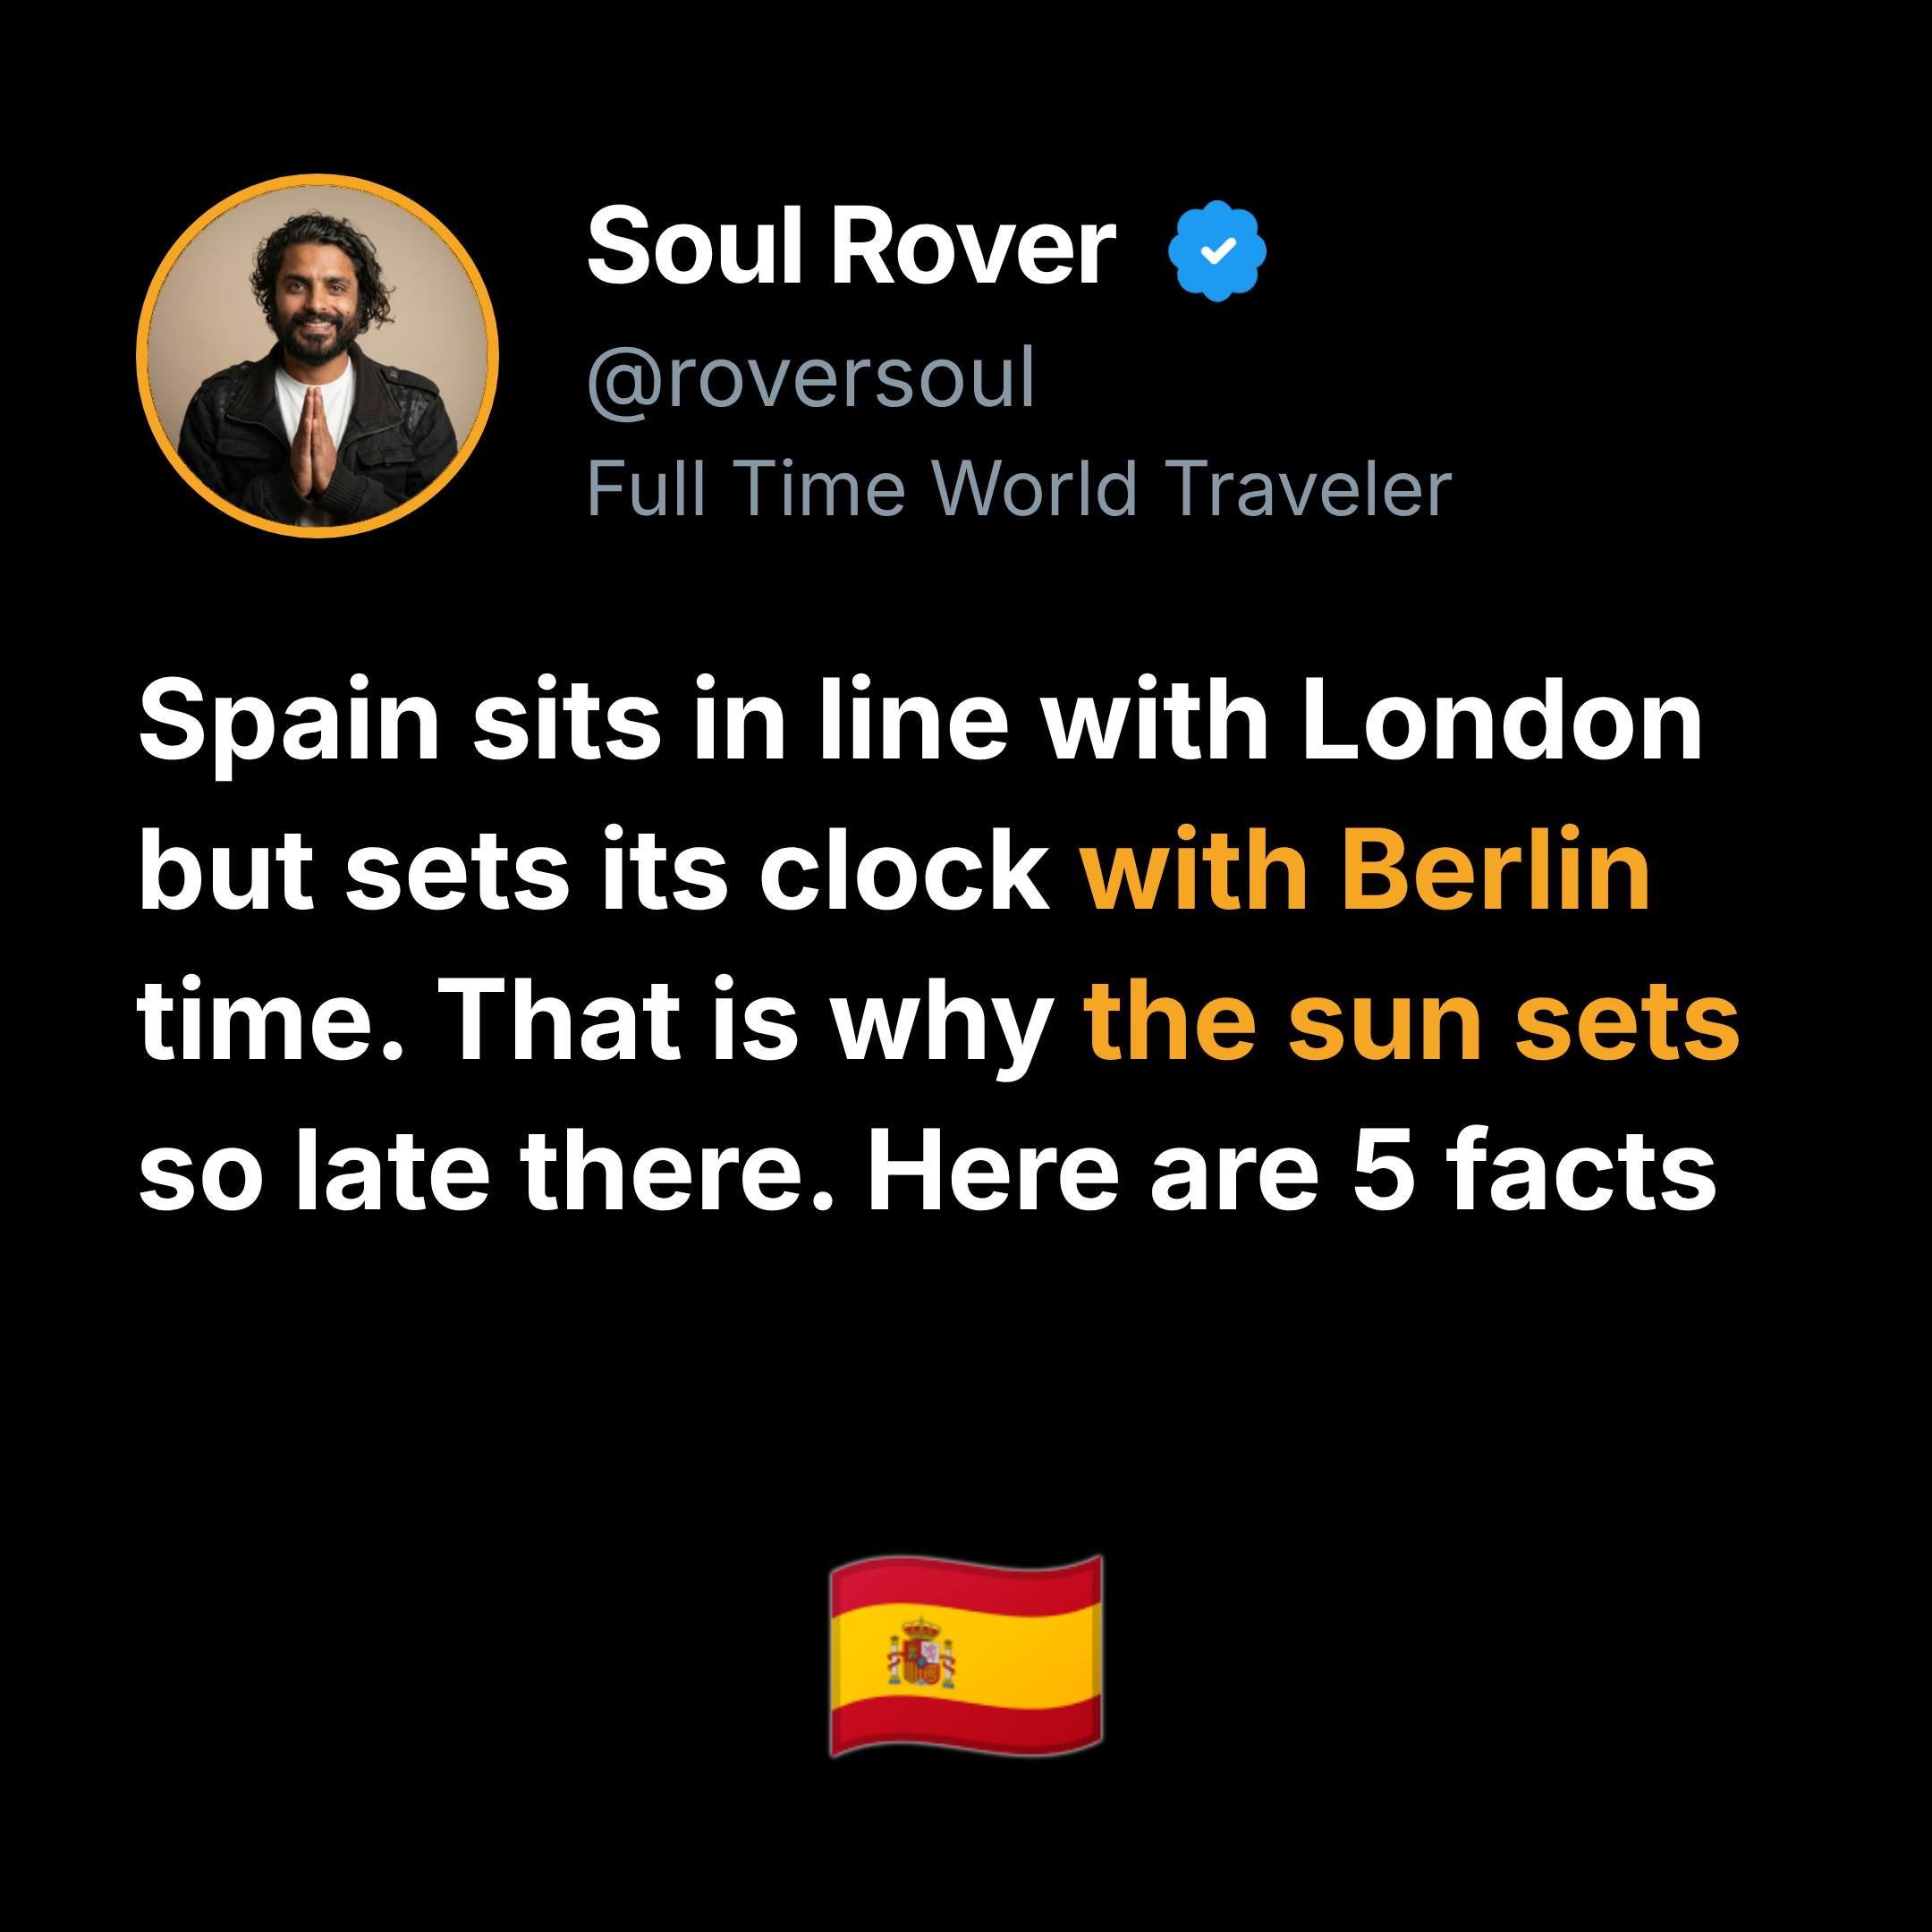 Soul Rover
@roversoul
Full Time World Traveler
Spain sits in line with London
but sets its clock with Berlin
time. That is why the sun sets
so late there. Here are 5 facts